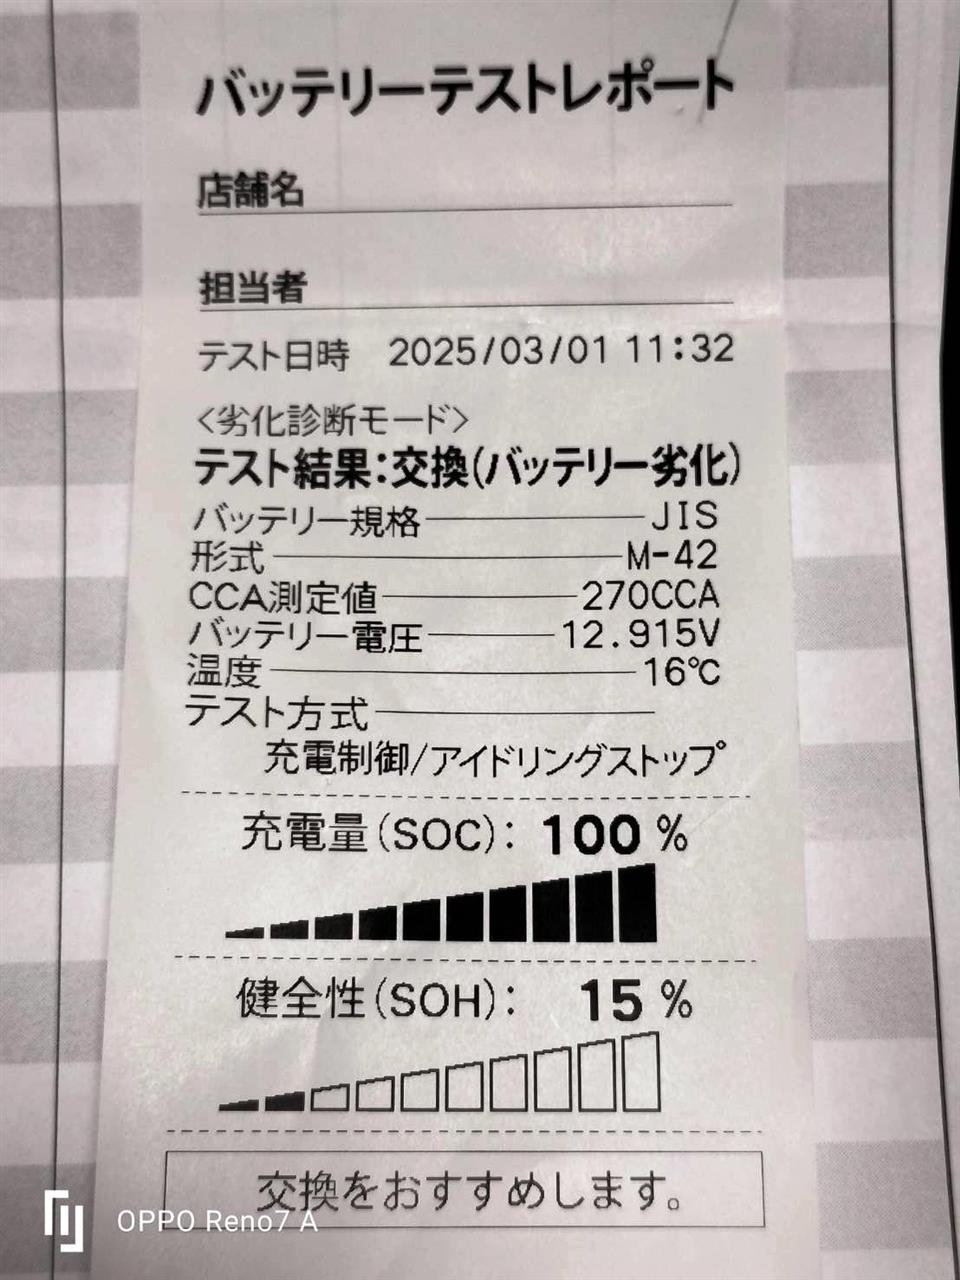 バッテリーテストレポート
店舗名
担当者
テスト日時 2025/03/01 11:32
<劣化診断モード>
テスト結果:交換(バッテリー劣化)
バッテリー規格 JIS
形式 M-42
CCA測定値 270CCA
バッテリー電圧 12.915V
温度 16℃
テスト方式
充電制御/アイドリングストップ
充電量(SOC): 100 %
健全性(SOH): 15 %
交換をおすすめします。
OPPO Reno7 A